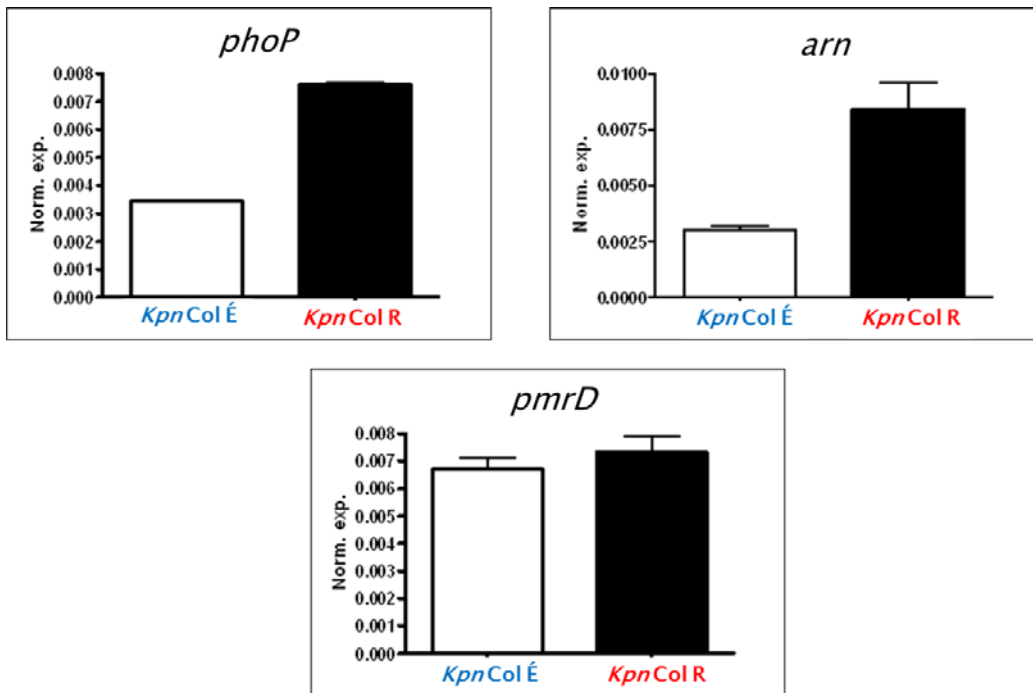 phoP
Norm. exp.
0.008
0.007
0.006
0.005
0.004
0.003
0.002
0.001
0.000
Kpn Col É
Kpn Col R
arn
Norm. exp.
0.0100
0.0075
0.0050
0.0025
0.0000
Kpn Col É
Kpn Col R
pmrD
Norm. exp.
0.008
0.007
0.006
0.005
0.004
0.003
0.002
0.001
0.000
Kpn Col É
Kpn Col R